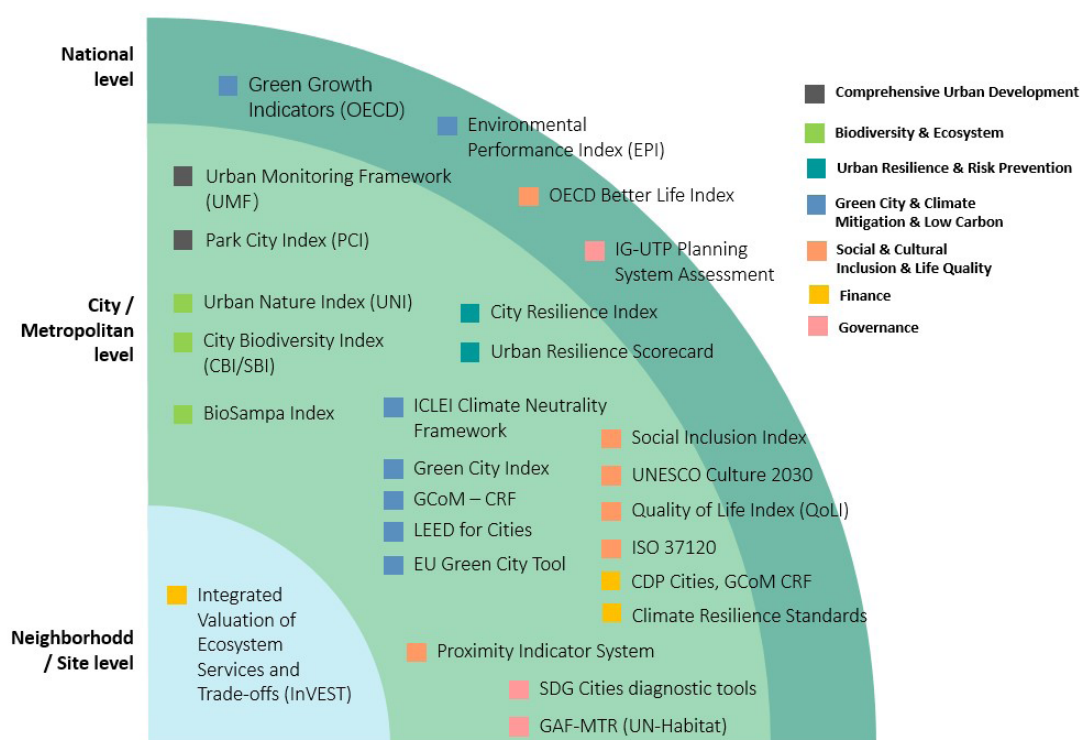 National
level
Green Growth
Indicators (OECD)
Environmental
Performance Index (EPI)
OECD Better Life Index
IG-UTP Planning
System Assessment
City /
Metropolitan
level
Urban Monitoring Framework
(UMF)
Park City Index (PCI)
Urban Nature Index (UNI)
City Biodiversity Index
(CBI/SBI)
BioSampa Index
City Resilience Index
Urban Resilience Scorecard
ICLEI Climate Neutrality
Framework
Green City Index
GCoM – CRF
LEED for Cities
EU Green City Tool
Social Inclusion Index
UNESCO Culture 2030
Quality of Life Index (QoLI)
ISO 37120
CDP Cities, GCoM CRF
Climate Resilience Standards
Proximity Indicator System
SDG Cities diagnostic tools
GAF-MTR (UN-Habitat)
Neighborhodd
/ Site level
Integrated
Valuation of
Ecosystem
Services and
Trade-offs (InVEST)
Comprehensive Urban Development
Biodiversity & Ecosystem
Urban Resilience & Risk Prevention
Green City & Climate
Mitigation & Low Carbon
Social & Cultural
Inclusion & Life Quality
Finance
Governance